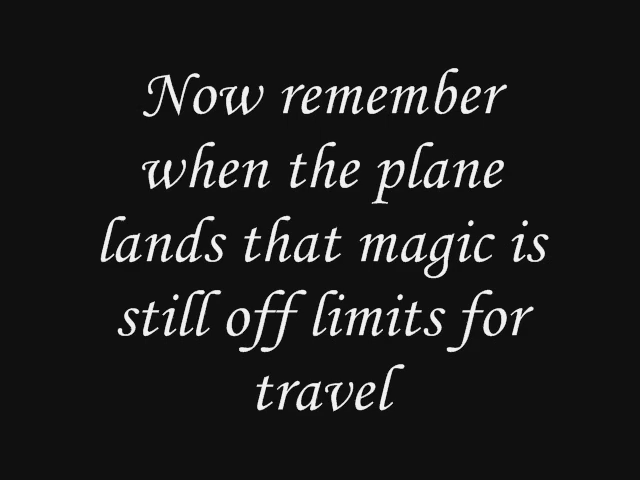 Now remember
when the plane
lands that magic is
still off limits for
travel